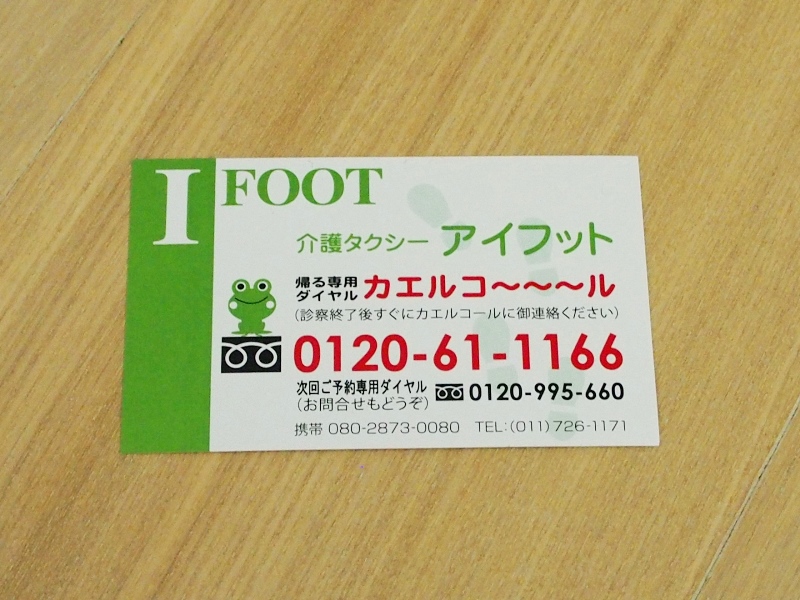 I FOOT
介護タクシー アイフット
帰る専用ダイヤル カエルコ〜〜〜ル
(診察終了後すぐにカエルコールに御連絡ください)
0120-61-1166
次回ご予約専用ダイヤル
(お問合せもどうぞ) 0120-995-660
携帯 080-2873-0080 TEL:(011)726-1171